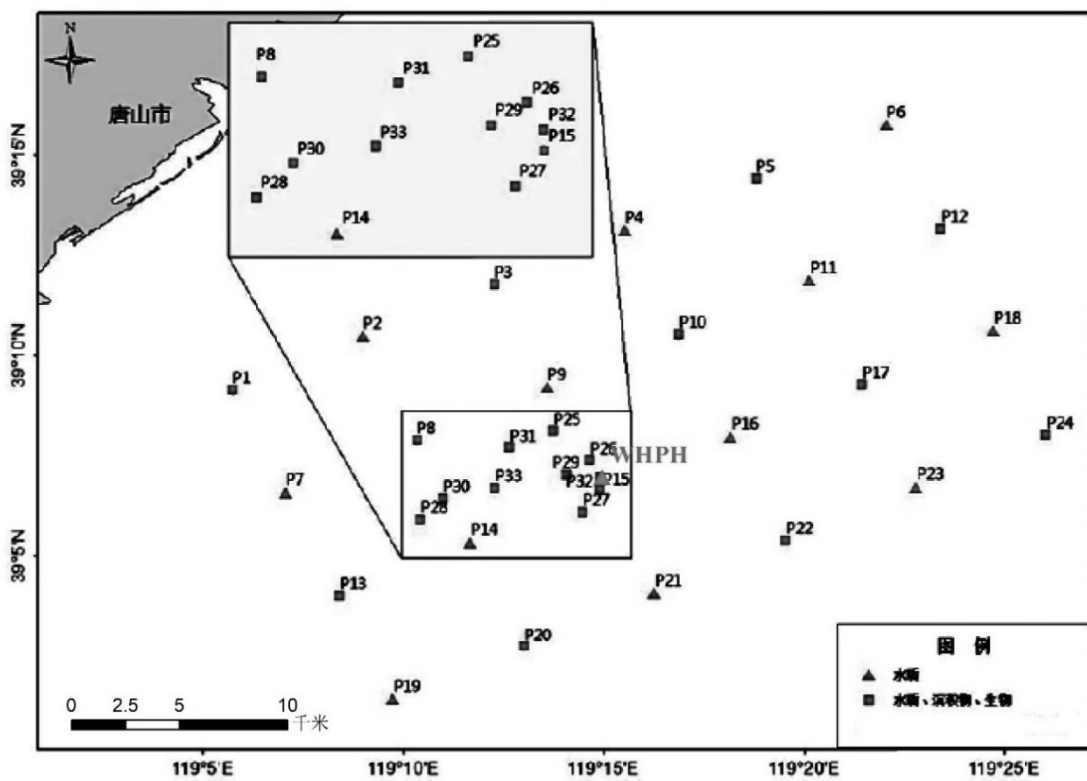 N
唐山市
P8
P31
P25
P26
P29
P32
P15
P33
P30
P28
P27
P14
P6
P5
P4
P12
P11
P3
P2
P10
P18
P1
P9
P17
P24
P8
P31
P25
P26
WHPH
P29
P32
P15
P33
P30
P28
P27
P14
P16
P23
P7
P22
P13
P21
P20
P19
39°15'N
39°10'N
39°5'N
0 2.5 5 10
千米
图 例
水质
水质、沉积物、生物
119°5'E 119°10'E 119°15'E 119°20'E 119°25'E